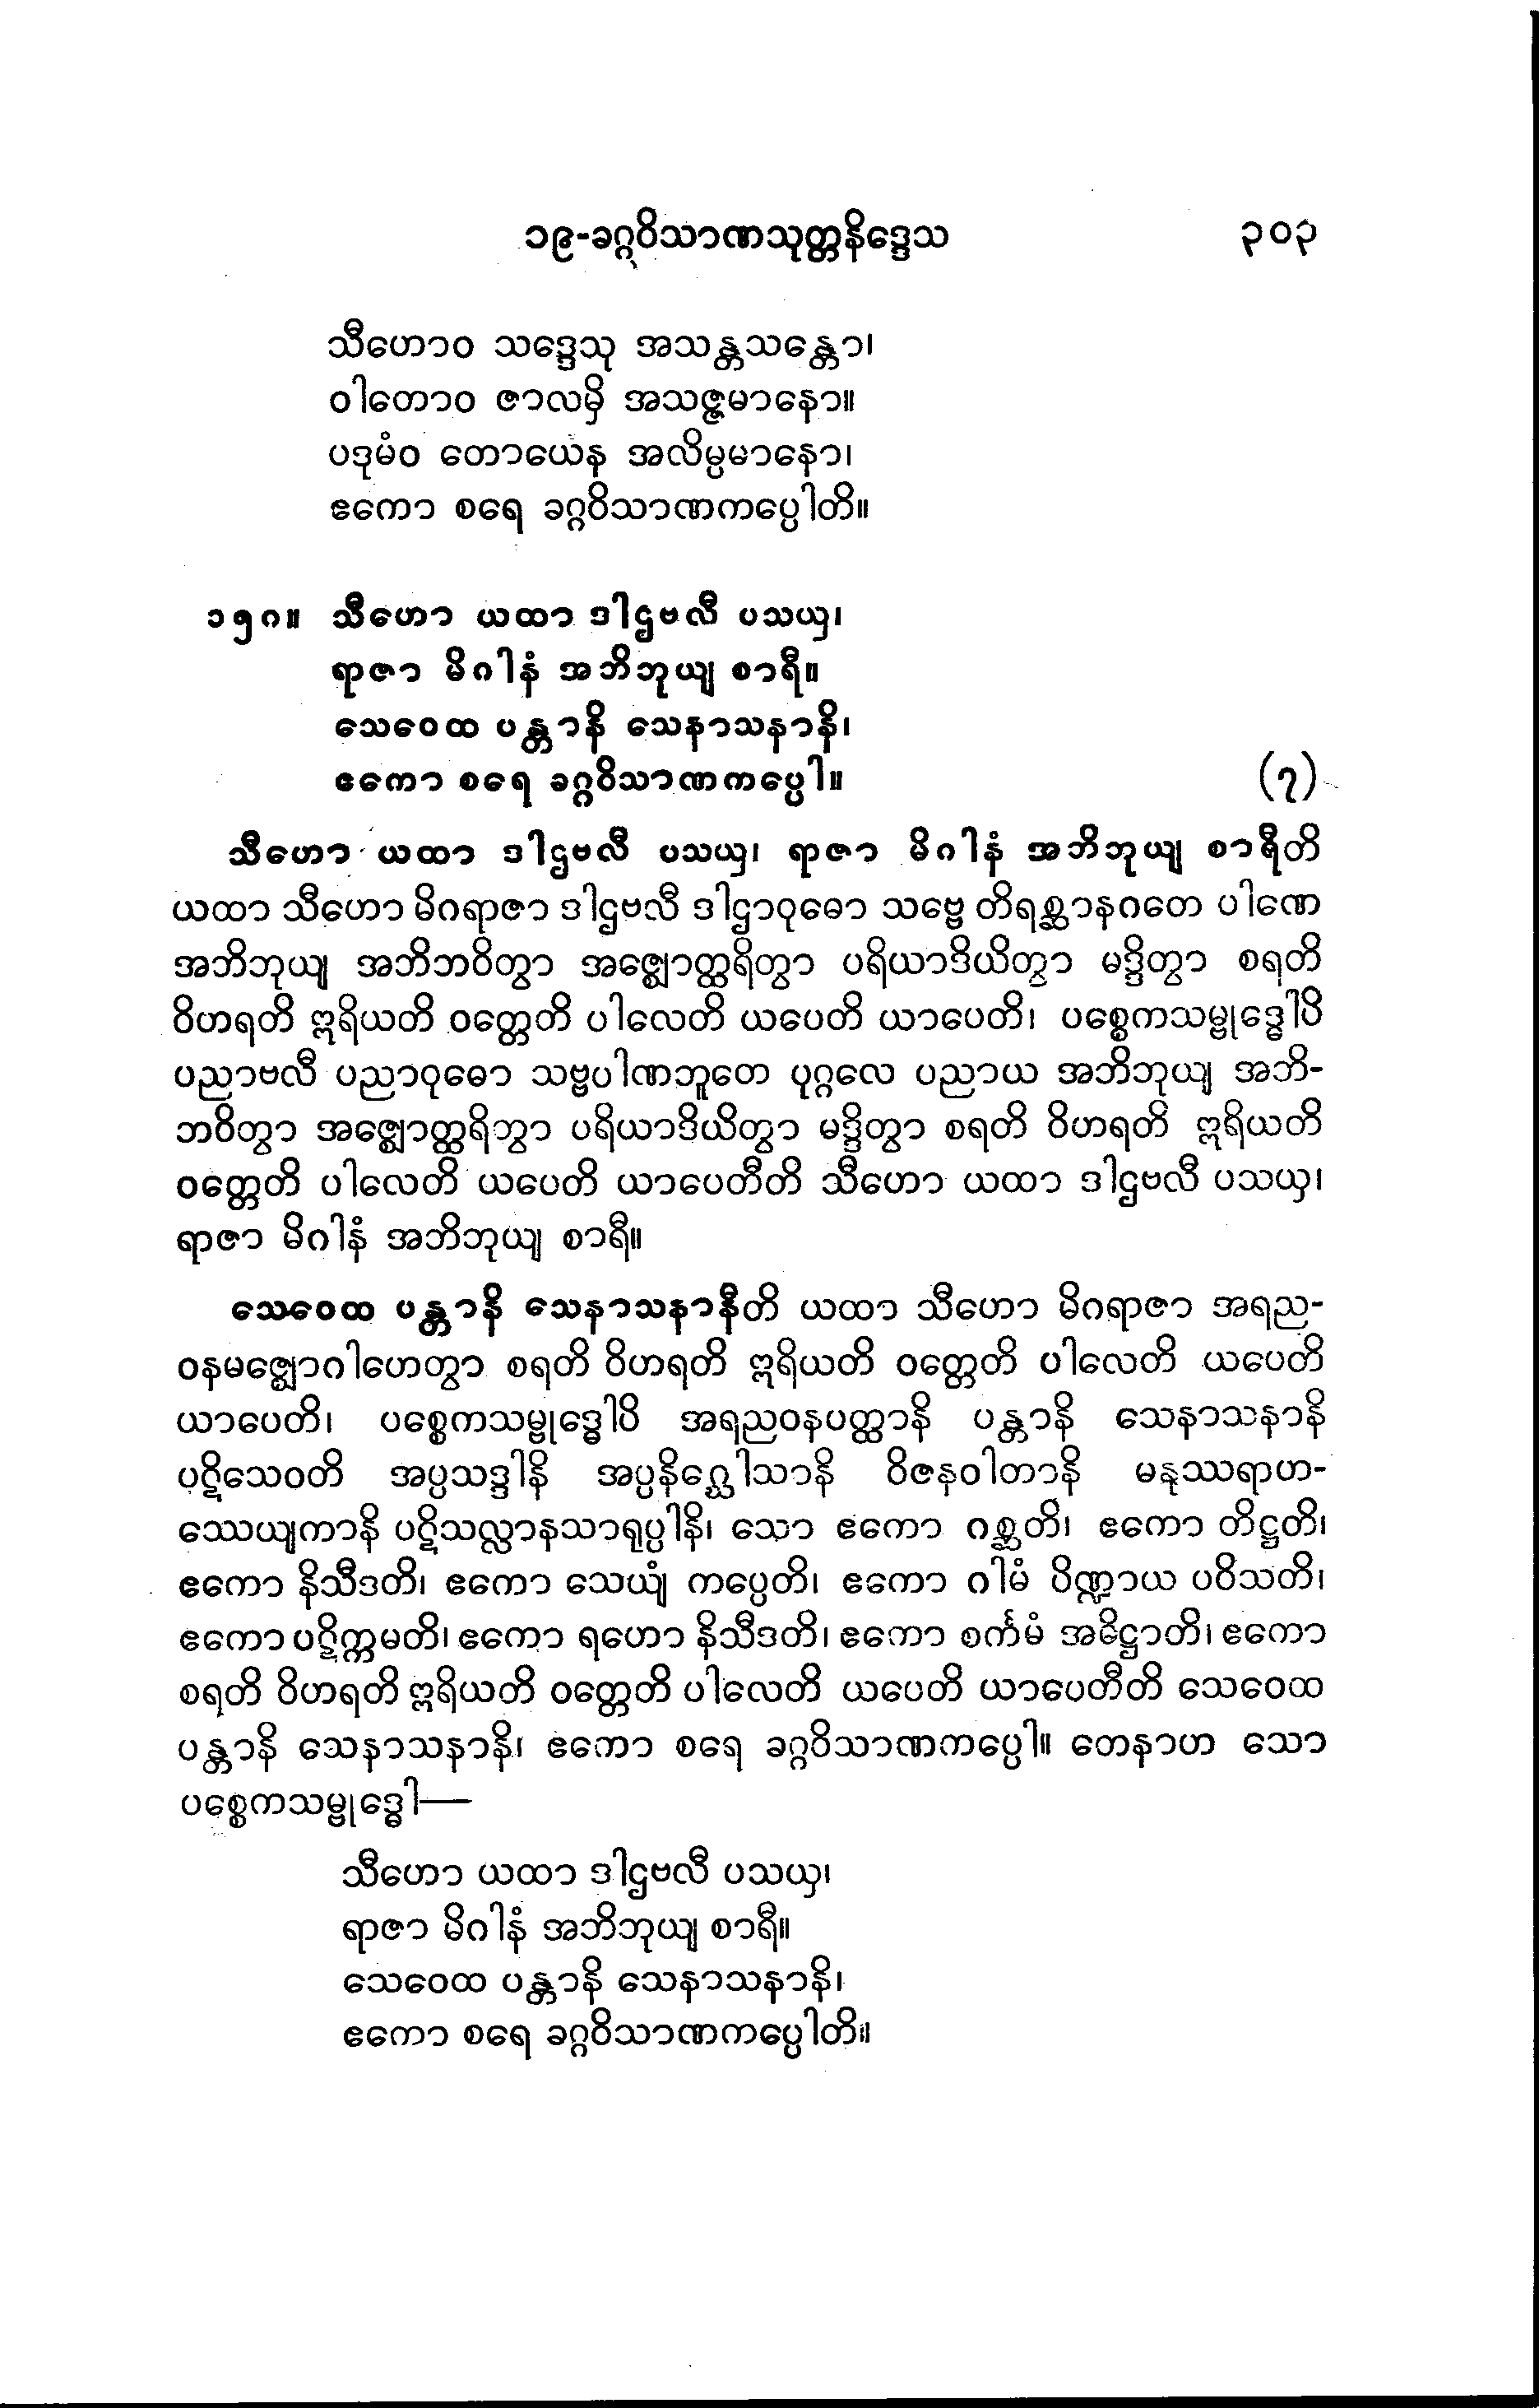 ၁၉-ခဂ္ဂဝိသာဏသုတ္တနိဒ္ဒေသ ၃၀၃
သီဟောဝ သဒ္ဒေသု အသန္တသန္တော၊
ဝါတောဝ ဇာလမှိ အသဇ္ဇမာနော။
ပဒုမံဝ တောယေန အလိမ္ပမာနော၊
ဧကော စရေ ခဂ္ဂဝိသာဏကပ္ပေါတိ။
၁၅၈။ သီဟော ယထာ ဒါဌဗလီ ပသယှ၊
ရာဇာ မိဂါနံ အဘိဘုယျ စာရီ။
သေဝေထ ပန္တာနိ သေနာသနာနိ၊
ဧကော စရေ ခဂ္ဂဝိသာဏကပ္ပေါ။ (၇)
သီဟော ယထာ ဒါဌဗလီ ပသယှ၊ ရာဇာ မိဂါနံ အဘိဘုယျ စာရီတိ
ယထာ သီဟော မိဂရာဇာ ဒါဌဗလီ ဒါဌာဝုဓော သဗ္ဗေ တိရစ္ဆာနဂတေ ပါဏေ
အဘိဘုယျ အဘိဘဝိတွာ အဇ္ဈောတ္ထရိတွာ ပရိယာဒိယိတွာ မဒ္ဒိတွာ စရတိ
ဝိဟရတိ ဣရိယတိ ဝတ္တေတိ ပါလေတိ ယပေတိ ယာပေတိ၊ ပစ္စေကသမ္ဗုဒ္ဓေါပိ
ပညာဗလီ ပညာဝုဓော သဗ္ဗပါဏဘူတေ ပုဂ္ဂလေ ပညာယ အဘိဘုယျ အဘိ-
ဘဝိတွာ အဇ္ဈောတ္ထရိတွာ ပရိယာဒိယိတွာ မဒ္ဒိတွာ စရတိ ဝိဟရတိ ဣရိယတိ
ဝတ္တေတိ ပါလေတိ ယပေတိ ယာပေတီတိ သီဟော ယထာ ဒါဌဗလီ ပသယှ၊
ရာဇာ မိဂါနံ အဘိဘုယျ စာရီ။
သေဝေထ ပန္တာနိ သေနာသနာနီတိ ယထာ သီဟော မိဂရာဇာ အရည-
ဝနမဇ္ဈောဂါဟေတွာ စရတိ ဝိဟရတိ ဣရိယတိ ဝတ္တေတိ ပါလေတိ ယပေတိ
ယာပေတိ၊ ပစ္စေကသမ္ဗုဒ္ဓေါပိ အရညဝနပတ္ထာနိ ပန္တာနိ သေနာသနာနိ
ပဋိသေဝတိ အပ္ပသဒ္ဒါနိ အပ္ပနိဂ္ဃေါသာနိ ဝိဇနဝါတာနိ မနုဿရာဟ-
ဿေယျကာနိ ပဋိသလ္လာနသာရုပ္ပါနိ၊ သော ဧကော ဂစ္ဆတိ၊ ဧကော တိဋ္ဌတိ၊
ဧကော နိသီဒတိ၊ ဧကော သေယျံ ကပ္ပေတိ၊ ဧကော ဂါမံ ပိဏ္ဍာယ ပဝိသတိ၊
ဧကော ပဋိက္ကမတိ၊ ဧကော ရဟော နိသီဒတိ၊ ဧကော စင်္ကမံ အဓိဋ္ဌာတိ၊ ဧကော
စရတိ ဝိဟရတိ ဣရိယတိ ဝတ္တေတိ ပါလေတိ ယပေတိ ယာပေတီတိ သေဝေထ
ပန္တာနိ သေနာသနာနိ၊ ဧကော စရေ ခဂ္ဂဝိသာဏကပ္ပေါ။ တေနာဟ သော
ပစ္စေကသမ္ဗုဒ္ဓေါ—
သီဟော ယထာ ဒါဌဗလီ ပသယှ၊
ရာဇာ မိဂါနံ အဘိဘုယျ စာရီ။
သေဝေထ ပန္တာနိ သေနာသနာနိ၊
ဧကော စရေ ခဂ္ဂဝိသာဏကပ္ပေါတိ။